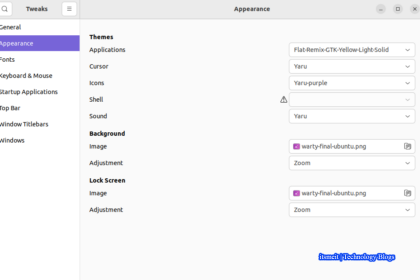 Tweaks
Appearance
General
Appearance
Fonts
Keyboard & Mouse
Startup Applications
Top Bar
Window Titlebars
Windows
Themes
Applications Flat-Remix-GTK-Yellow-Light-Solid
Cursor Yaru
Icons Yaru-purple
Shell
Sound Yaru
Background
Image warty-final-ubuntu.png
Adjustment Zoom
Lock Screen
Image warty-final-ubuntu.png
Adjustment Zoom
itsmeit Technology Blogs